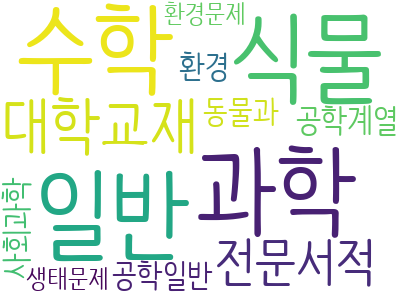 환경문제
수학
식물
환경
대학교재
동물과
공학계열
일반
과학
사회과학
전문서적
생태문제
공학일반